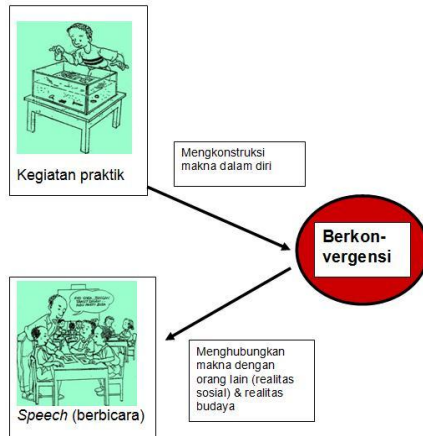 Kegiatan praktik
Mengkonstruksi
makna dalam diri
Berkon-
vergensi
Menghubungkan
makna dengan
orang lain (realitas
sosial) & realitas
budaya
Speech (berbicara)